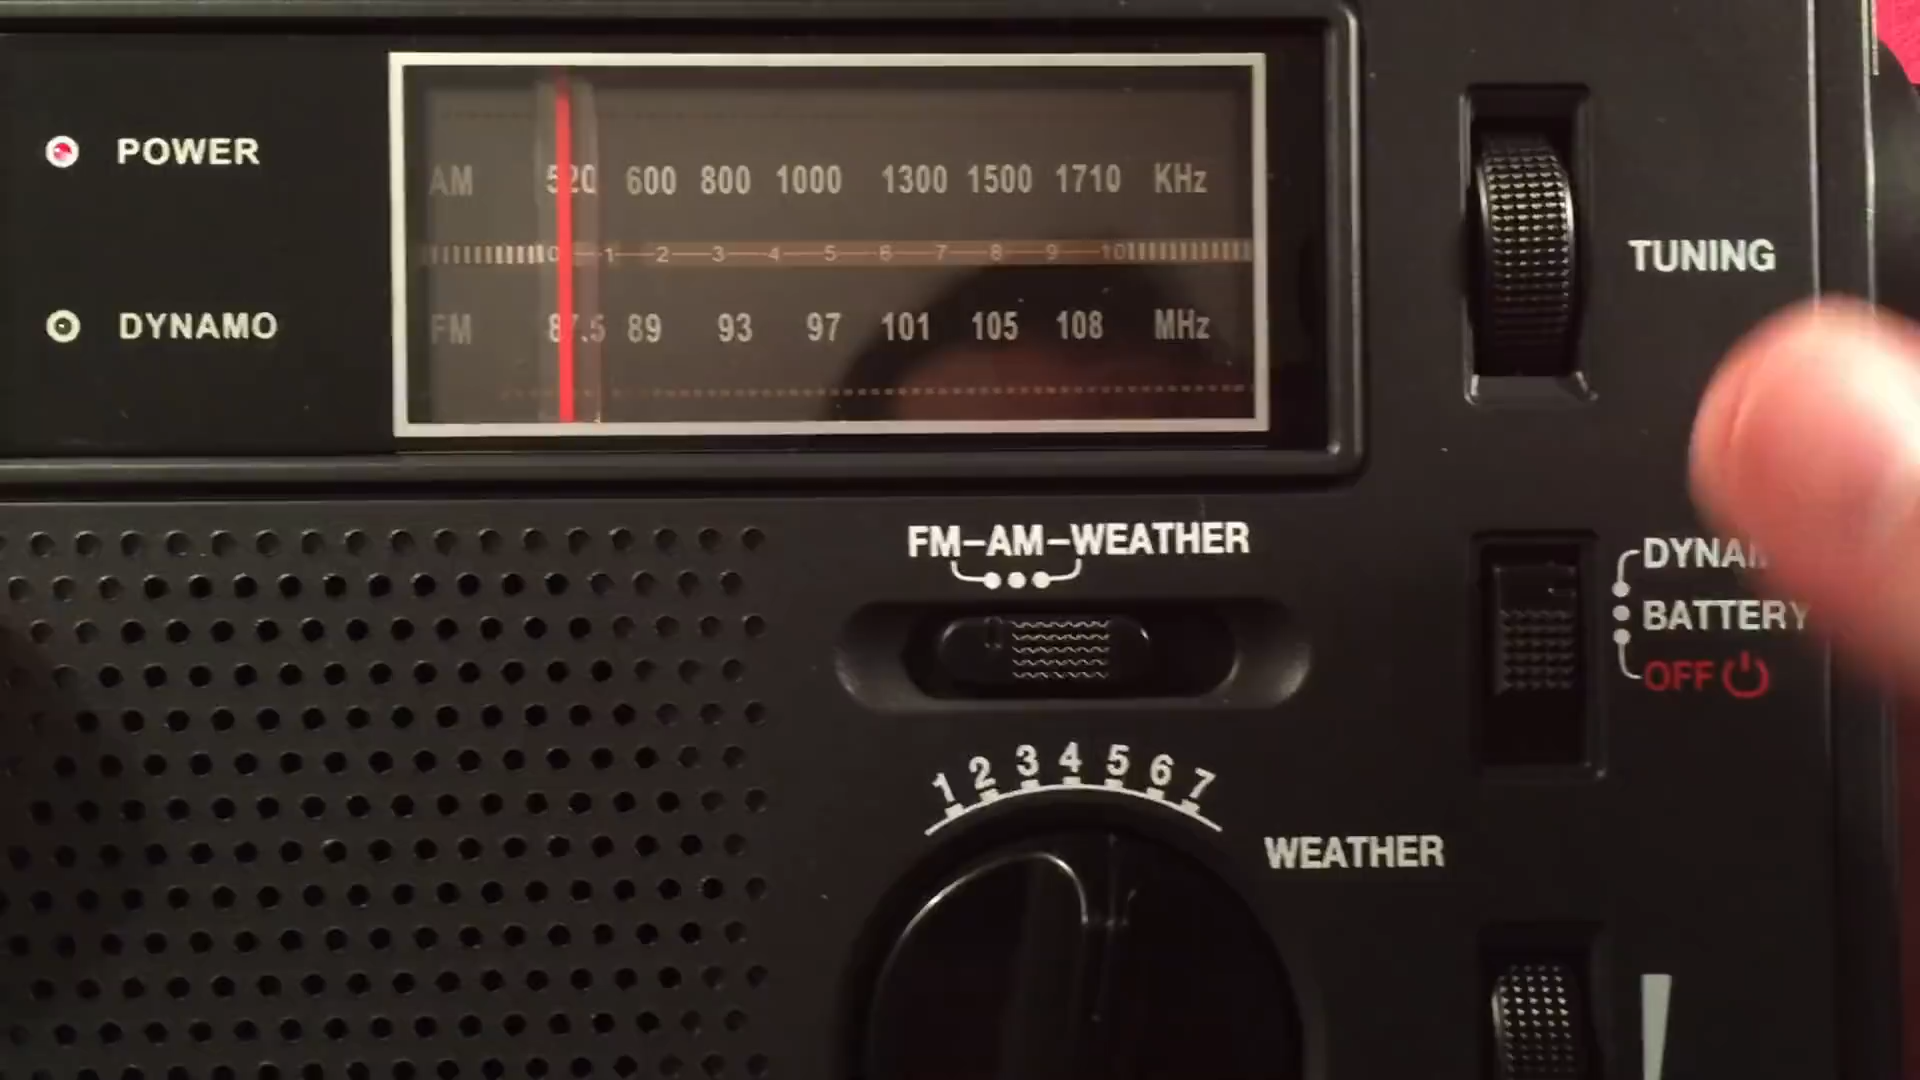 POWER
AM 520 600 800 1000 1300 1500 1710 KHz
0 1 2 3 4 5 6 7 8 9 10
DYNAMO
FM 87.5 89 93 97 101 105 108 MHz
TUNING
FM-AM-WEATHER
BATTERY
OFF
1 2 3 4 5 6 7
WEATHER